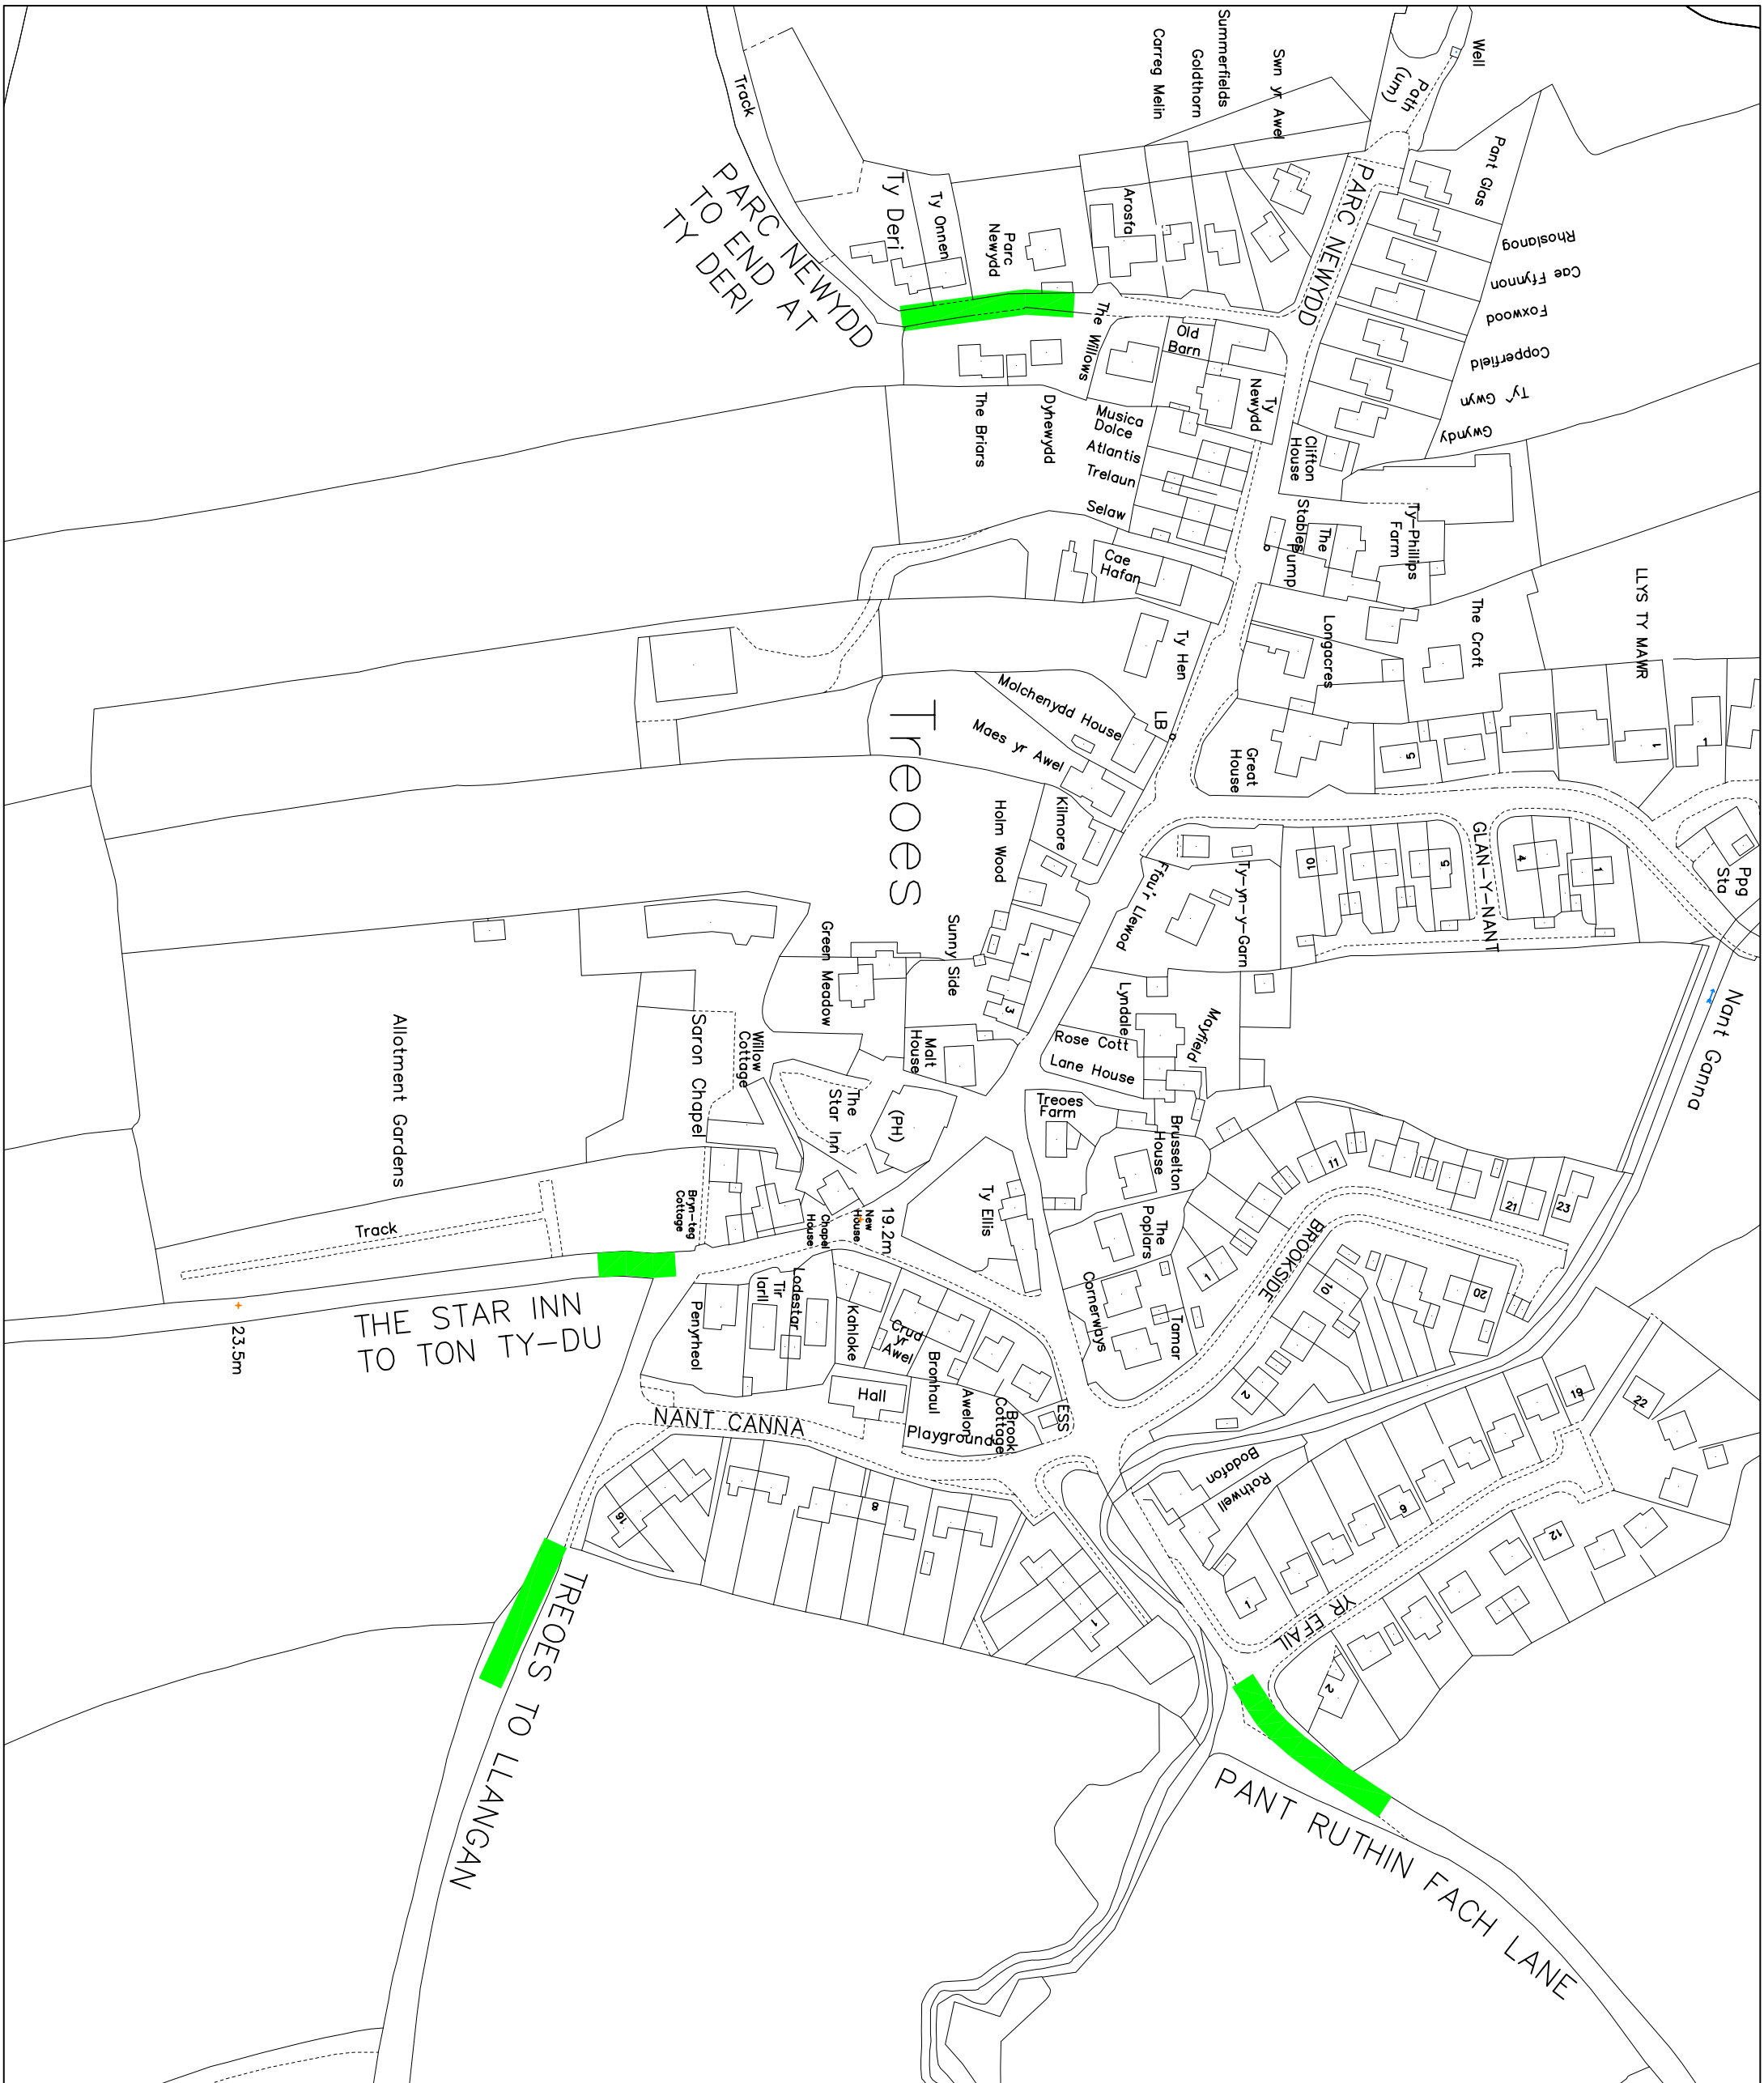 Well
Path
(um)
Summerfields
Goldthorn
Carreg Melin
Swn yr Awel
Track
PARC NEWYDD
TO END AT
TY DERI
Ty Deri
Ty Onnen
Parc
Newydd
Arosfa
PARC NEWYDD
Pant Glas
Rhoslanog
Cae Ffynnon
Foxwood
Copperfield
Ty Gwyn
Gwyndy
The Willows
Old
Barn
Ty
Newydd
Clifton
House
The Briars
Dyhewydd
Musica
Dolce
Atlantis
Trelaun
Selaw
Cae
Hafan
The
Stables
Pump
Ty-Phillips
Farm
Longacres
The Croft
LLYS TY MAWR
Ty Hen
LB
Molchenydd House
Maes yr Awel
Treoes
Great
House
5
1
1
Kilmore
Holm Wood
Ffau'r Llewod
Ty-yn-y-Garn
10
5
GLAN-Y-NANT
4
1
Ppg
Sta
Nant Ganna
Green Meadow
Sunny Side
1
3
Malt
House
Lyndale
Mayfield
Rose Cott
Lane House
Allotment Gardens
Saron Chapel
Willow
Cottage
The
Star Inn
(PH)
Treoes
Farm
Brusselton
House
11
21
23
Track
Bryn-teg
Cottage
Chapel
House
New
House
19.2m
Ty Ellis
The
Poplars
1
BROOKSIDE
10
20
Cornerways
Tamar
2
23.5m
THE STAR INN
TO TON TY-DU
Penyrheol
Tir
Iarll
Lodestar
Kahloke
Crud
yr
Awel
Bronhaul
Awelon
Brook
Cottage
ESS
Hall
Playground
NANT CANNA
16
8
1
Bodafon
Rothwell
19
22
6
12
1
YR EFAIL
2
TREOES TO LLANGAN
PANT RUTHIN FACH LANE